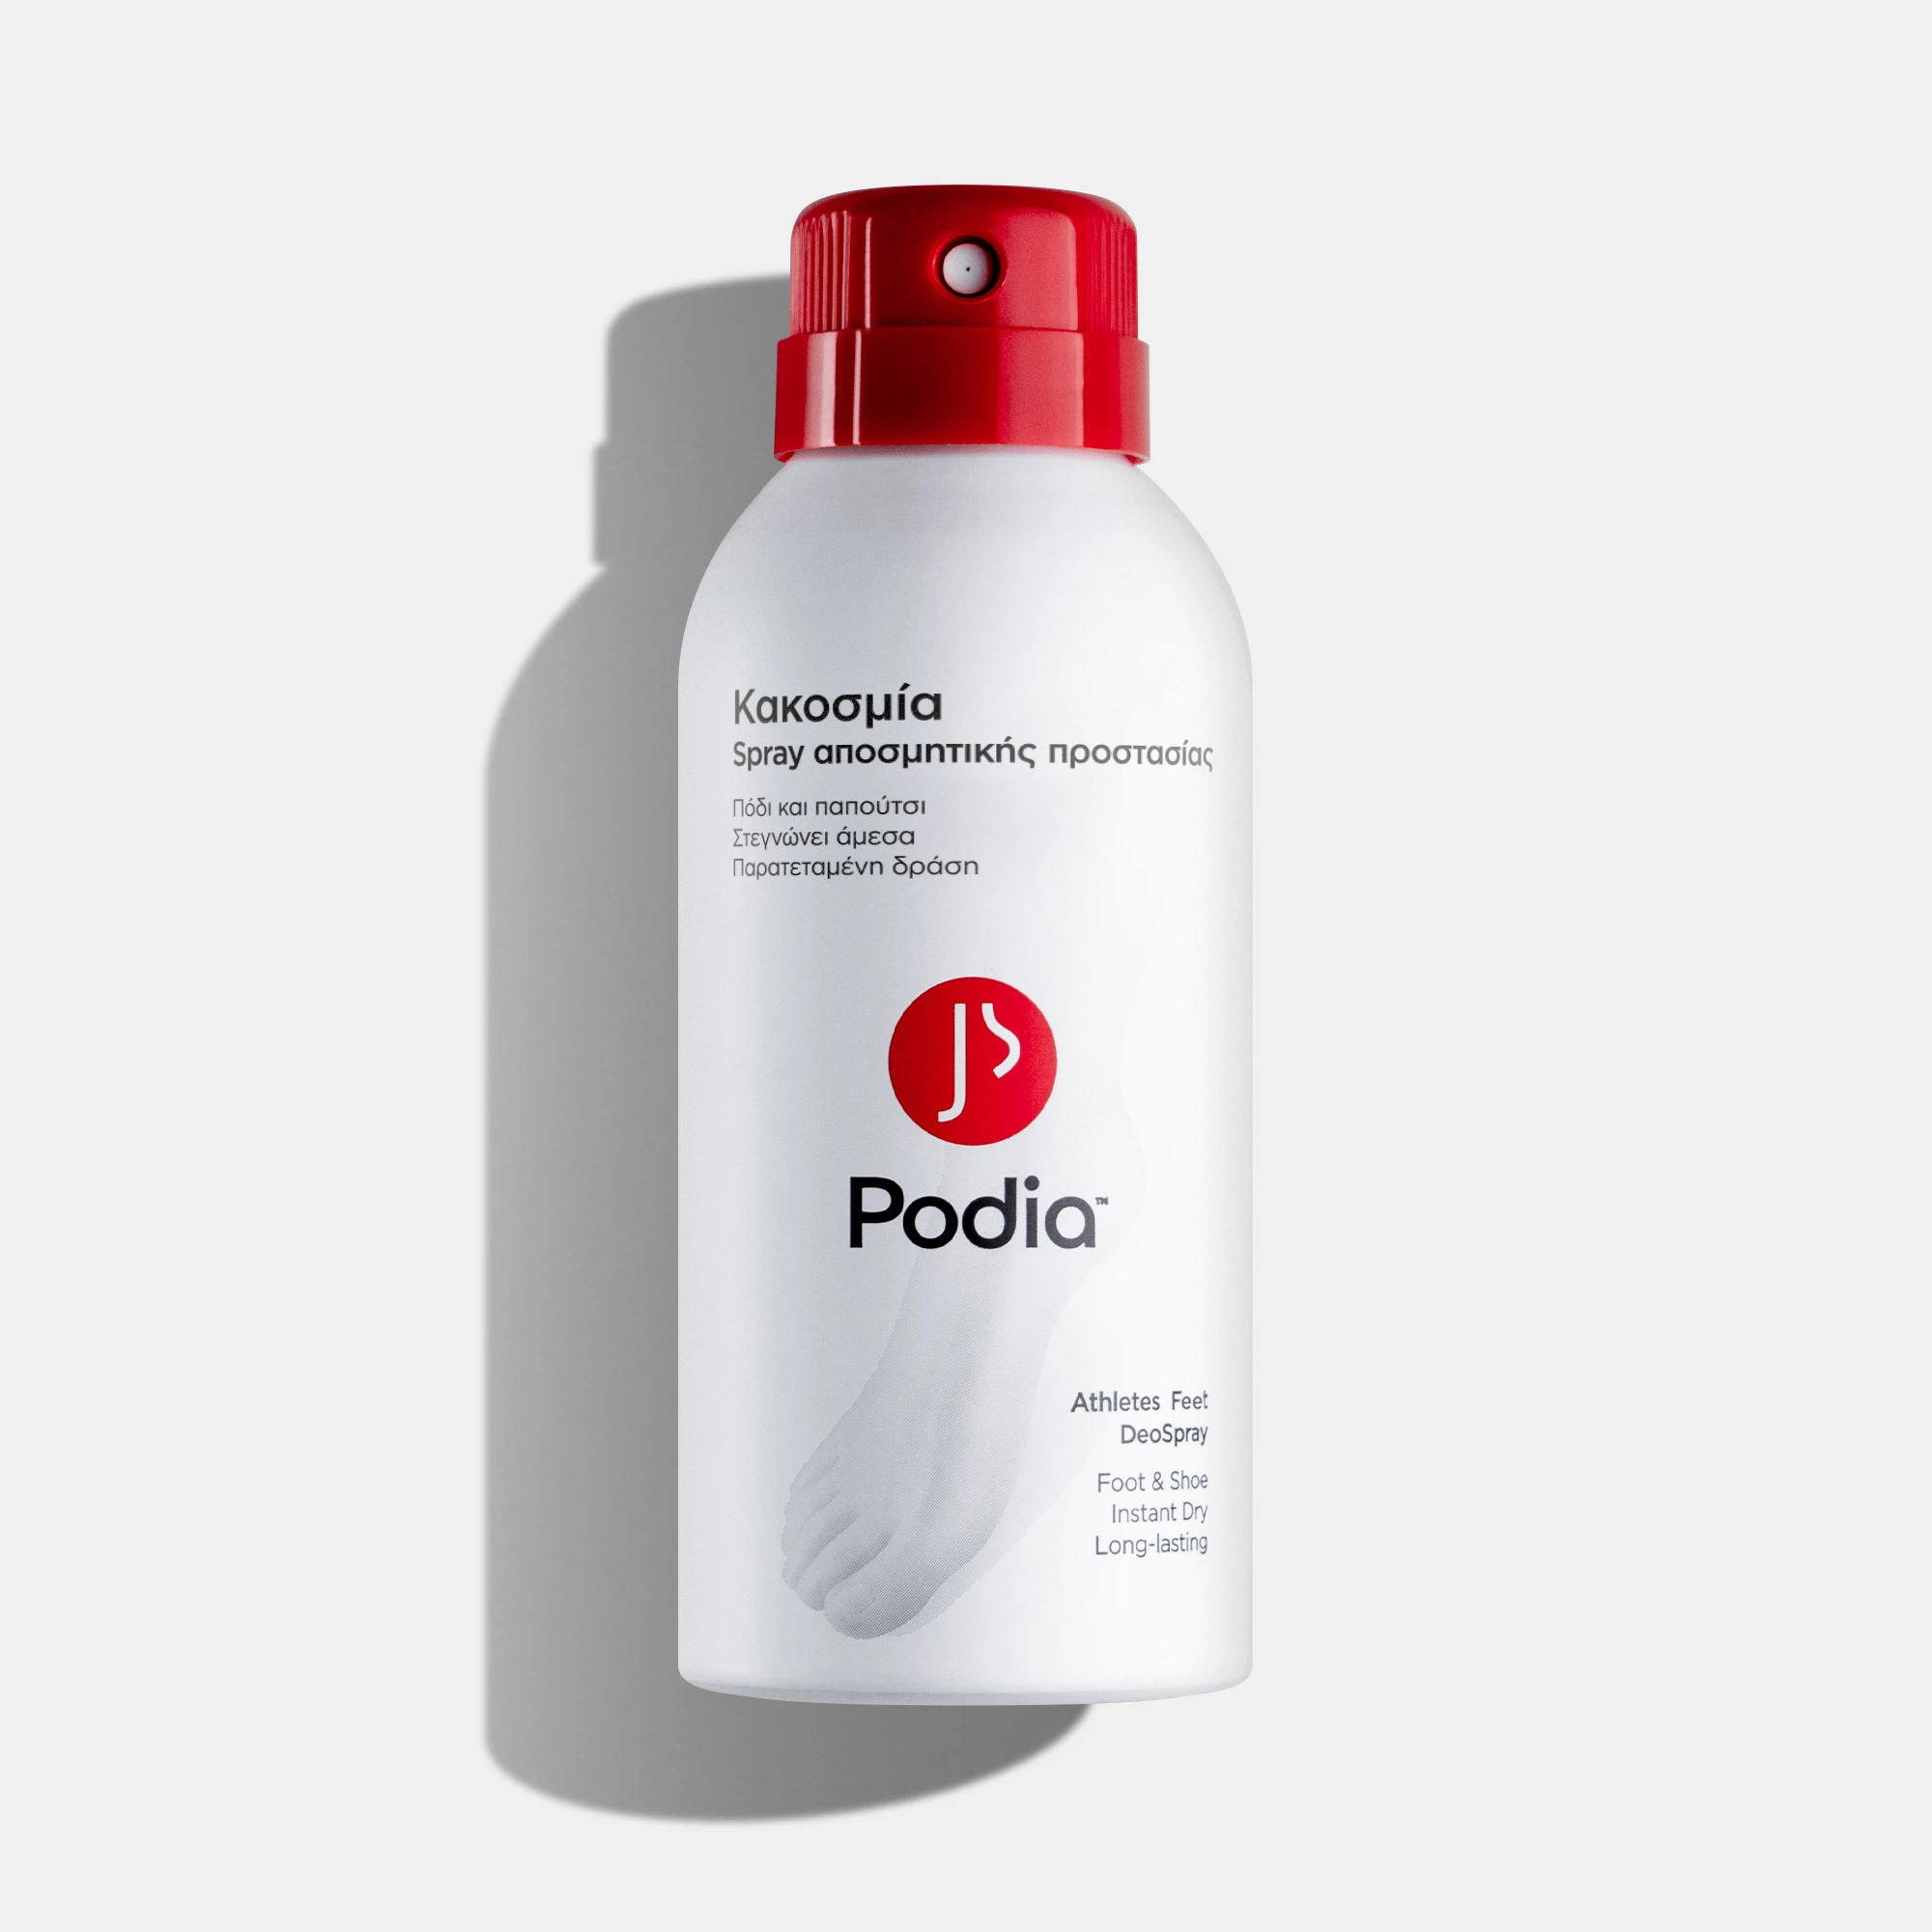 Κακοσμία
Spray αποσμητικής προστασίας
Πόδι και παπούτσι
Στεγνώνει άμεσα
Παρατεταμένη δράση
Podia™
Athletes Feet
DeoSpray
Foot & Shoe
Instant Dry
Long-lasting